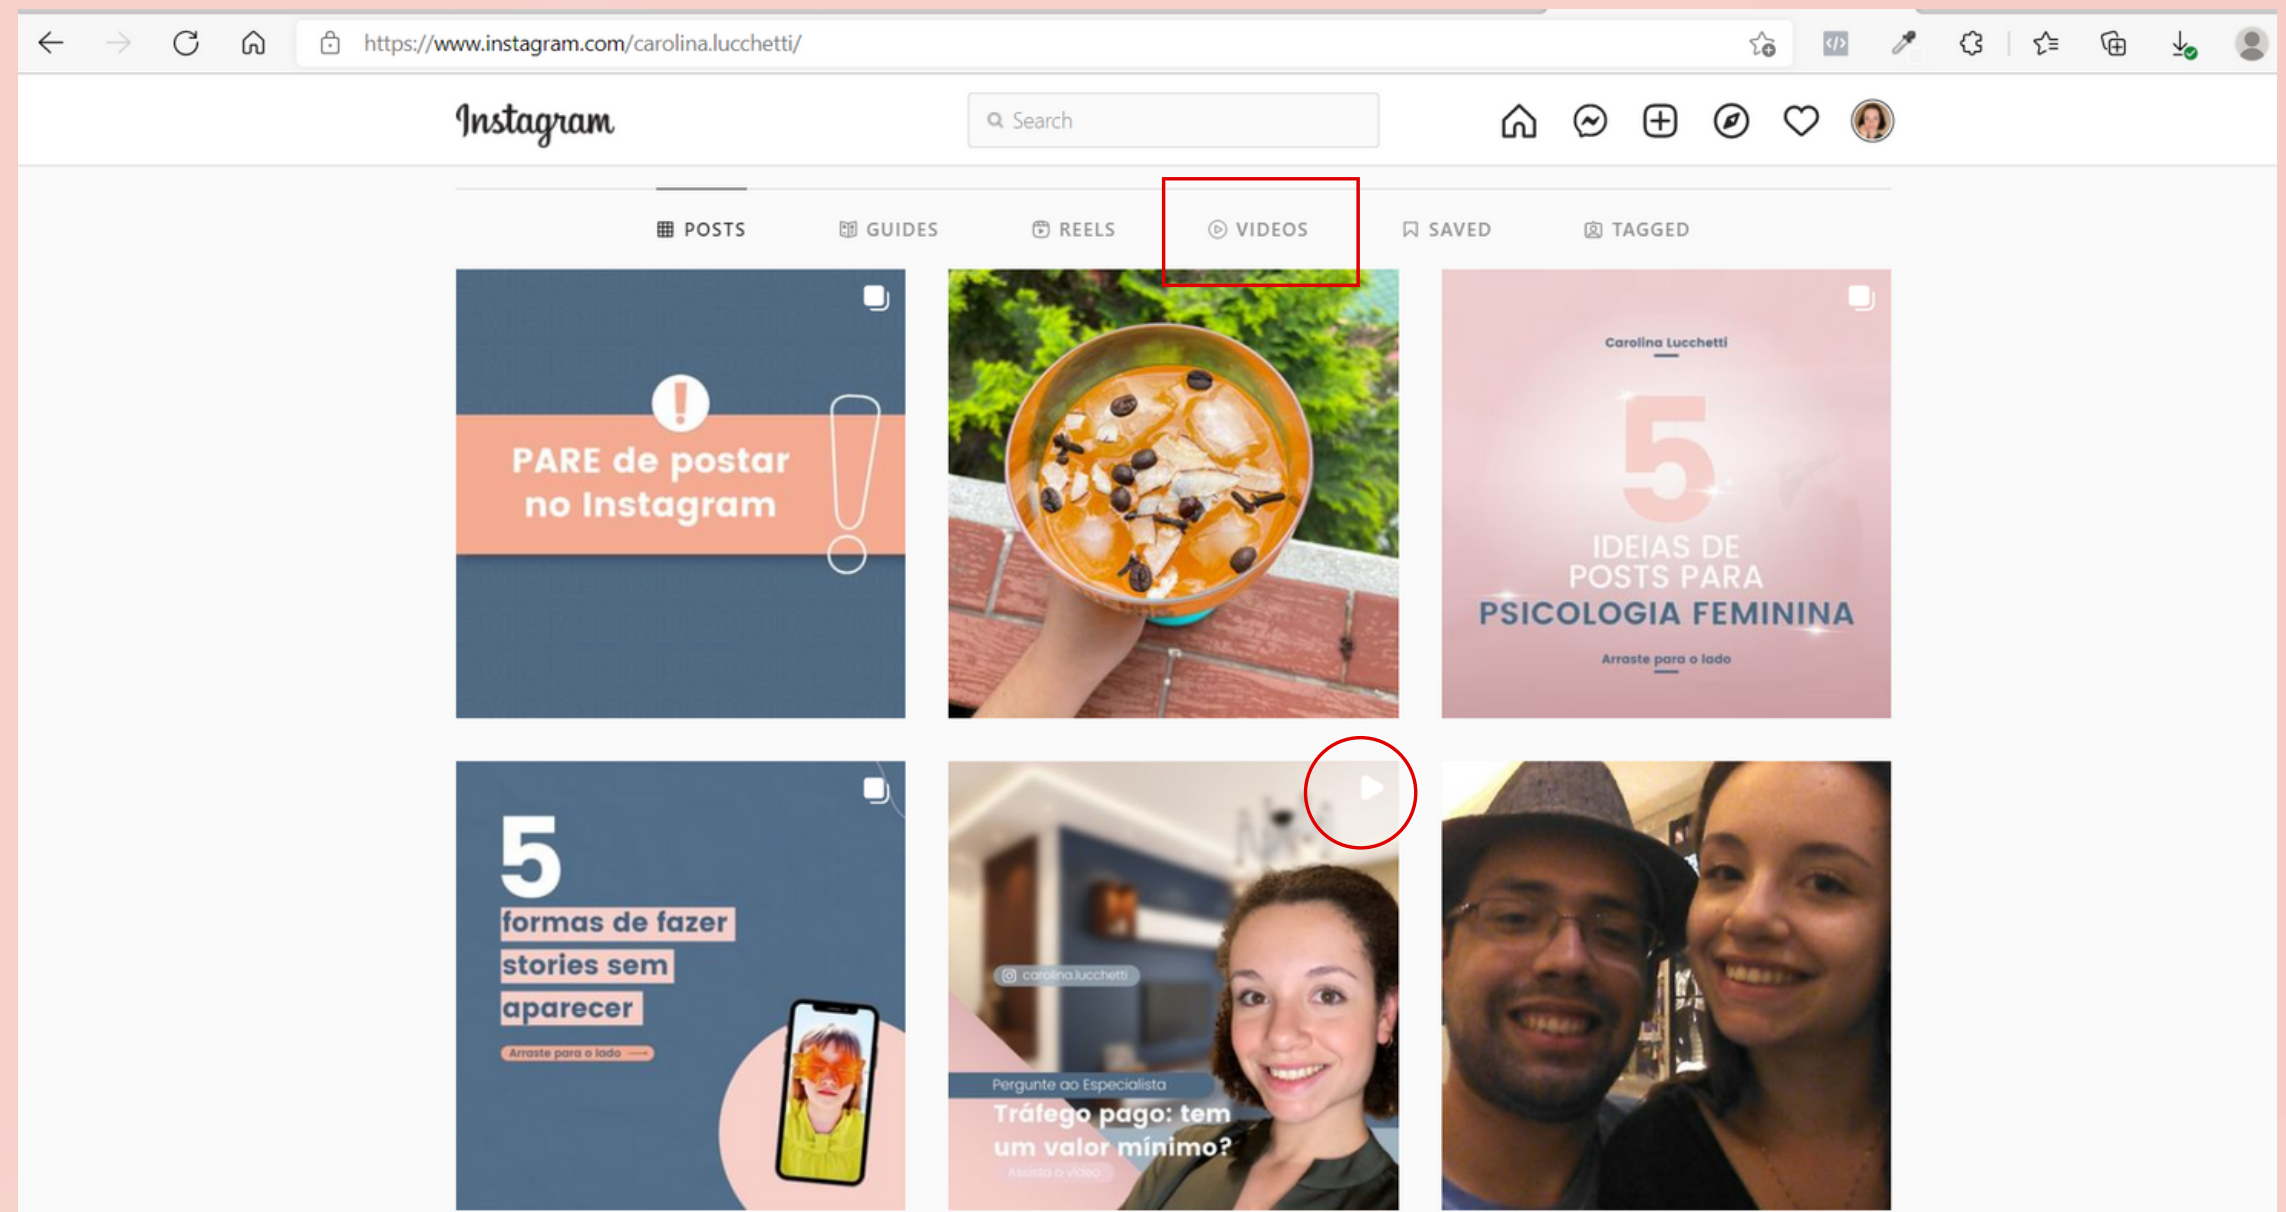 https://www.instagram.com/carolina.lucchetti/
Instagram
Search
POSTS
GUIDES
REELS
VIDEOS
SAVED
TAGGED
!
PARE de postar
no Instagram
Carolina Lucchetti
5
IDEIAS DE
POSTS PARA
PSICOLOGIA FEMININA
Arraste para o lado
5
formas de fazer
stories sem
aparecer
Arraste para o lado
carolina.lucchetti
Pergunte ao Especialista
Tráfego pago: tem
um valor mínimo?
Assista o vídeo